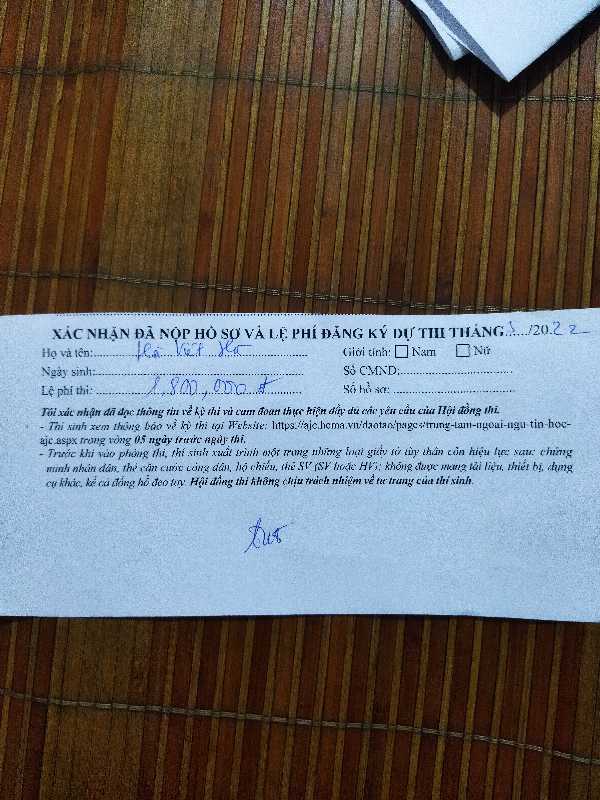 XÁC NHẬN ĐÃ NỘP HỒ SƠ VÀ LỆ PHÍ ĐĂNG KÝ DỰ THI THÁNG 5..../2022
Họ và tên: Hà Việt Hà Giới tính: Nam Nữ
Ngày sinh: Số CMND:
Lệ phí thi: 1,800,000 đ Số hồ sơ:
Tôi xác nhận đã đọc thông tin về kỳ thi và cam đoan thực hiện đầy đủ các yêu cầu của Hội đồng thi.
- Thí sinh xem thông báo về kỳ thi tại Website: https://ajc.hcma.vn/daotao/pages/trung-tam-ngoai-ngu-tin-hoc-
ajc.aspx trong vòng 05 ngày trước ngày thi.
- Trước khi vào phòng thi, thí sinh xuất trình một trong những loại giấy tờ tùy thân còn hiệu lực sau: chứng
minh nhân dân, thẻ căn cước công dân, hộ chiếu, thẻ SV (SV hoặc HV); không được mang tài liệu, thiết bị, dụng
cụ khác, kể cả đồng hồ đeo tay. Hội đồng thi không chịu trách nhiệm về tư trang của thí sinh.